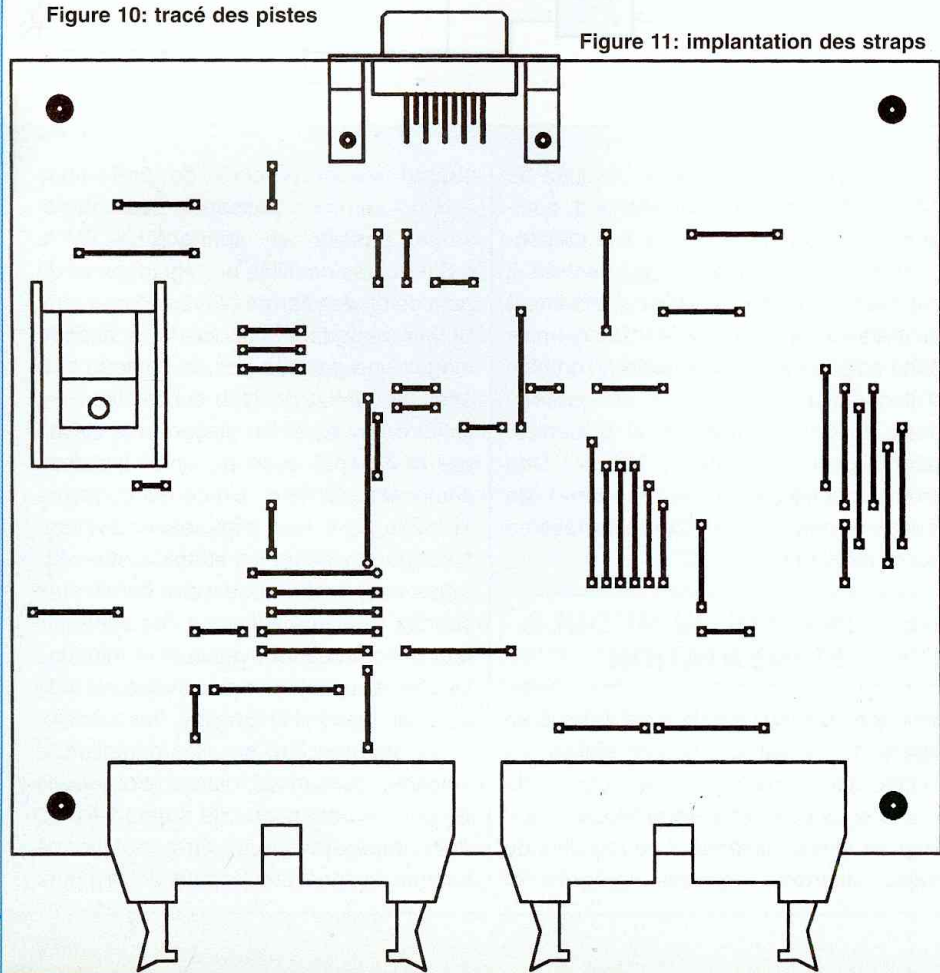 Figure 10: tracé des pistes
Figure 11: implantation des straps